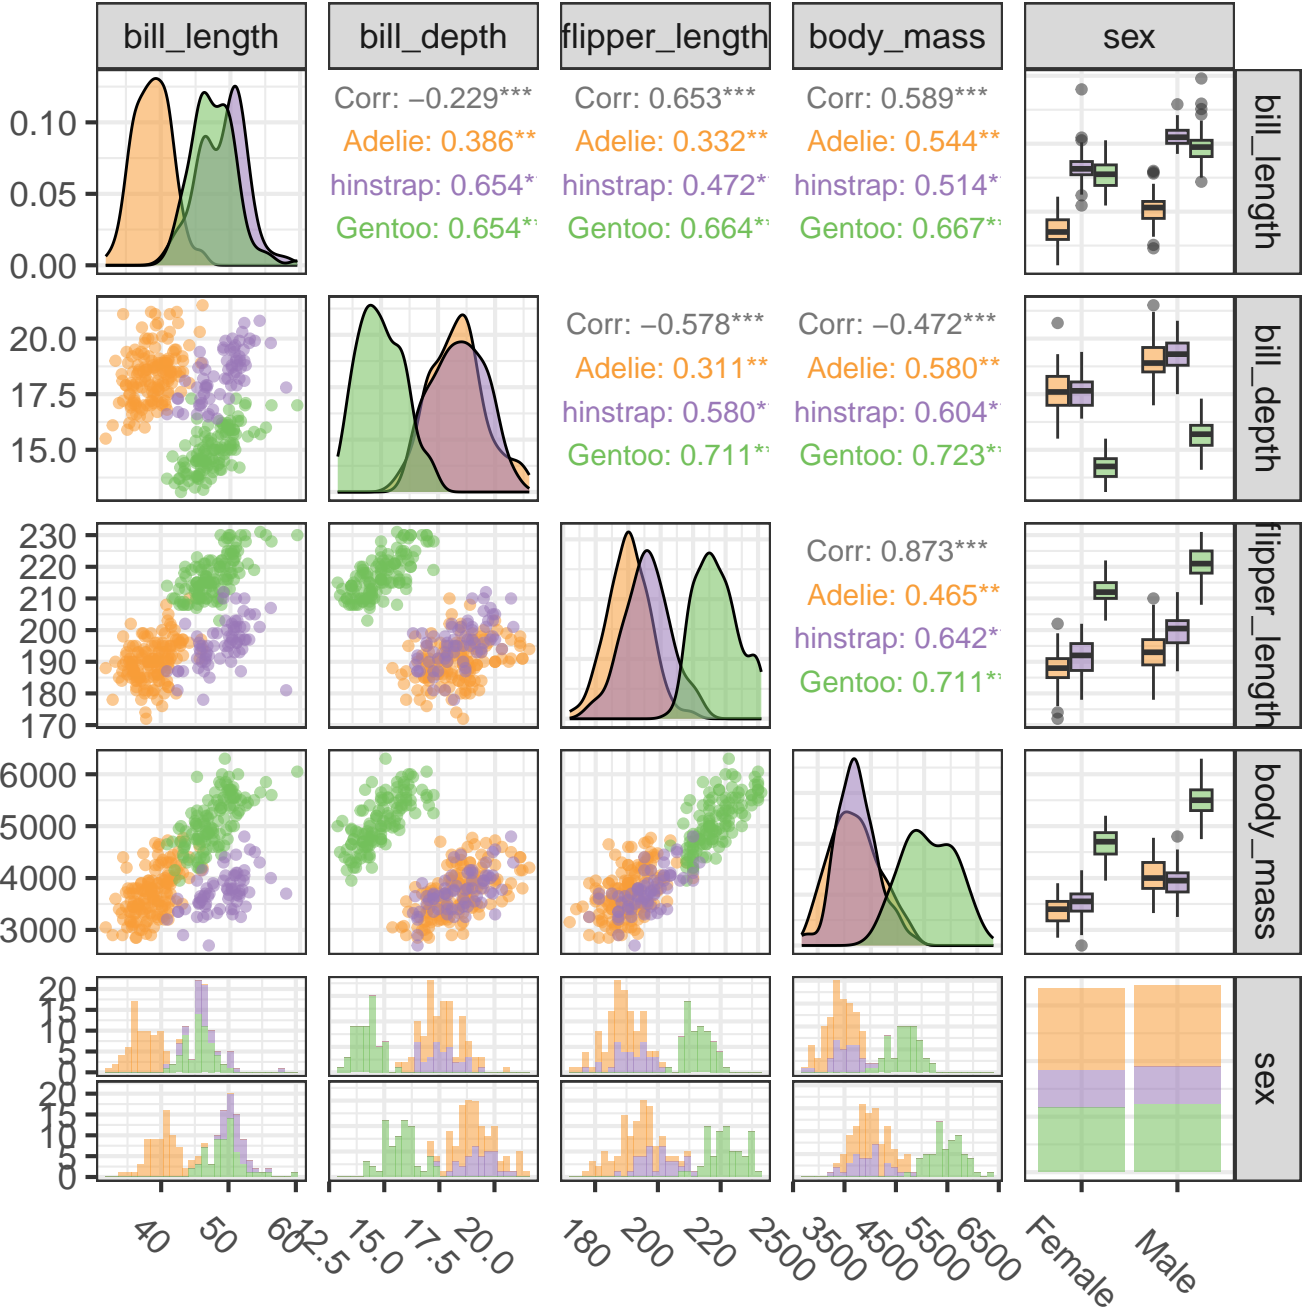 bill_length bill_depth flipper_length body_mass sex
0.10
0.05
0.00
Corr: −0.229***
Adelie: 0.386**
hinstrap: 0.654*
Gentoo: 0.654*
Corr: 0.653***
Adelie: 0.332**
hinstrap: 0.472*
Gentoo: 0.664*
Corr: 0.589***
Adelie: 0.544**
hinstrap: 0.514*
Gentoo: 0.667*
bill_length
20.0
17.5
15.0
Corr: −0.578***
Adelie: 0.311**
hinstrap: 0.580*
Gentoo: 0.711*
Corr: −0.472***
Adelie: 0.580**
hinstrap: 0.604*
Gentoo: 0.723*
bill_depth
230
220
210
200
190
180
170
Corr: 0.873***
Adelie: 0.465**
hinstrap: 0.642*
Gentoo: 0.711*
flipper_length
6000
5000
4000
3000
body_mass
20
15
10
5
0
20
15
10
5
0
sex
40 50 60
12.5 15.0 17.5 20.0
180 200 220
2500 3500 4500 5500 6500
Female Male